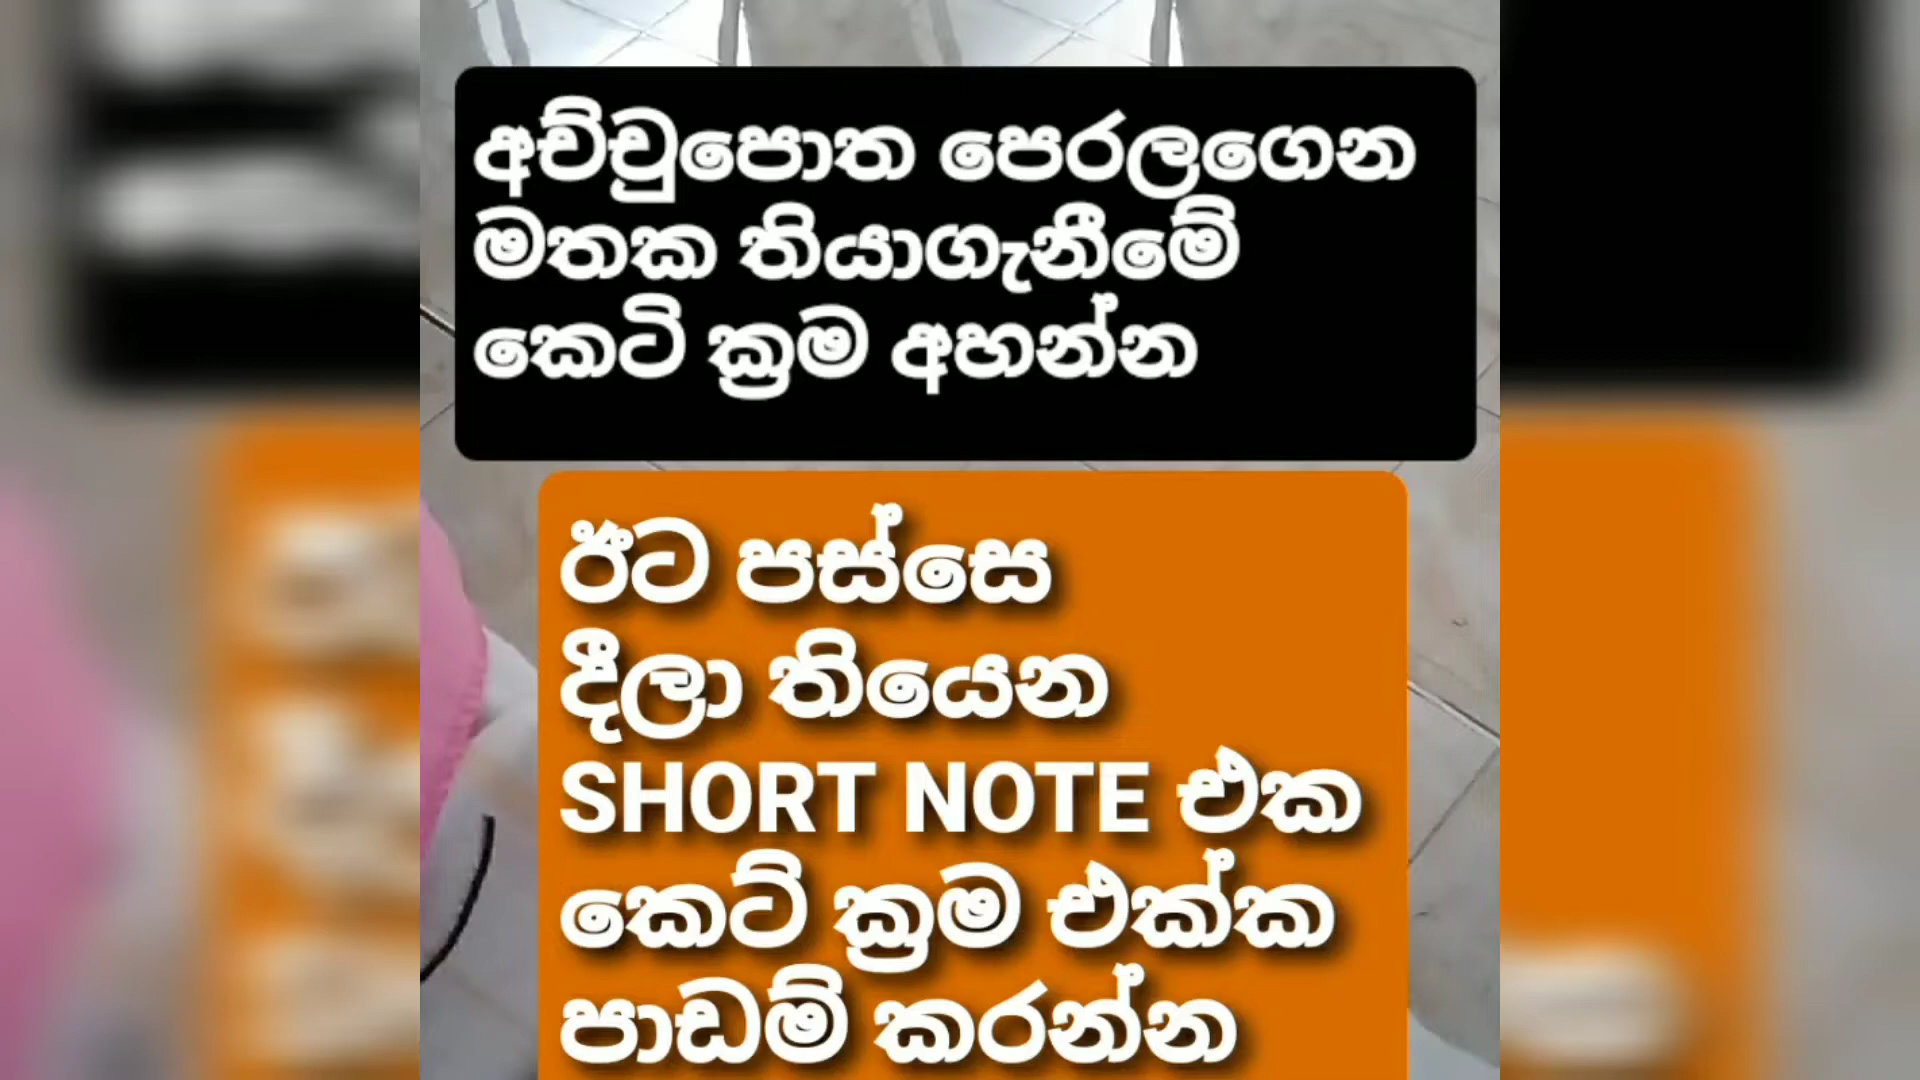 අච්චුපොත පෙරලගෙන
මතක තියාගැනීමේ
කෙටි ක්‍රම අහන්න
ඊට පස්සෙ
දීලා තියෙන
SHORT NOTE එක
කෙට් ක්‍රම එක්ක
පාඩම් කරන්න